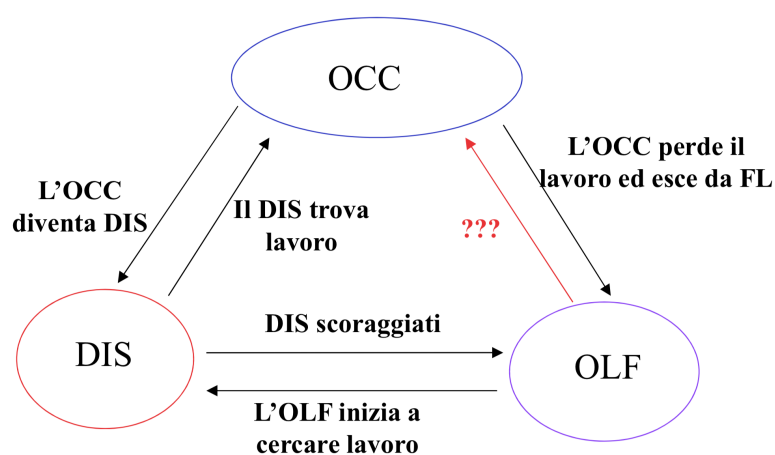 OCC
L'OCC perde il
lavoro ed esce da FL
L'OCC
diventa DIS
Il DIS trova
lavoro
???
DIS scoraggiati
DIS
OLF
L'OLF inizia a
cercare lavoro